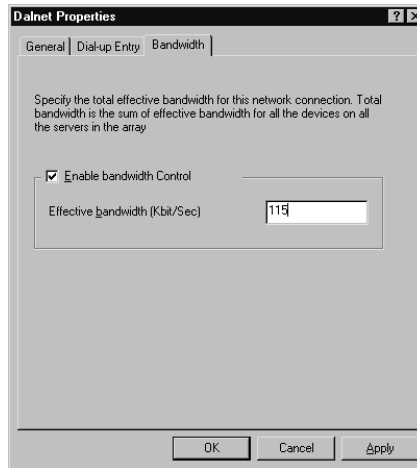 Dalnet Properties
General
Dial-up Entry
Bandwidth
Specify the total effective bandwidth for this network connection. Total
bandwidth is the sum of effective bandwidth for all the devices on all
the servers in the array
Enable bandwidth Control
Effective bandwidth (Kbit/Sec)
115
OK
Cancel
Apply